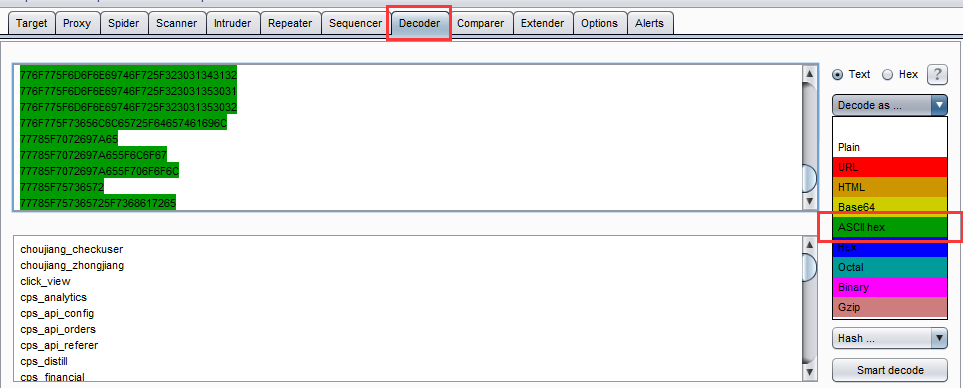 Target Proxy Spider Scanner Intruder Repeater Sequencer Decoder Comparer Extender Options Alerts
776F775F6D6F6E69746F725F323031343132
776F775F6D6F6E69746F725F323031353031
776F775F6D6F6E69746F725F323031353032
776F775F73656C6C65725F64657461696C
77785F7072697A65
77785F7072697A655F6C6F67
77785F7072697A655F706F6F6C
77785F75736572
77785F757365725F7368617265
Text Hex ?
Decode as ...
Plain
URL
HTML
Base64
ASCII hex
Hex
Octal
Binary
Gzip
Hash ...
Smart decode
choujiang_checkuser
choujiang_zhongjiang
click_view
cps_analytics
cps_api_config
cps_api_orders
cps_api_referer
cps_distill
cps_financial